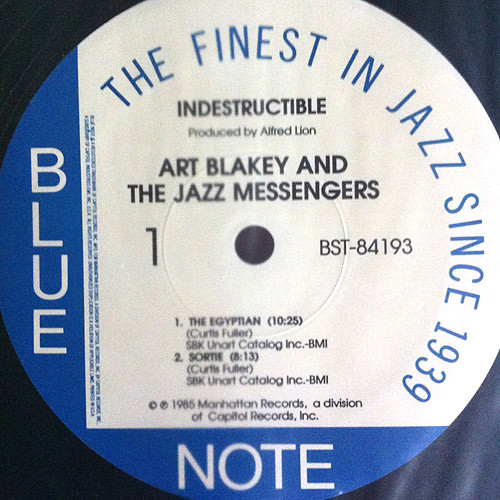 THE FINEST IN JAZZ SINCE 1939
INDESTRUCTIBLE
Produced by Alfred Lion
ART BLAKEY AND
THE JAZZ MESSENGERS
1
BST-84193
1. THE EGYPTIAN (10:25)
(Curtis Fuller)
SBK Unart Catalog Inc.-BMI
2. SORTIE (8:13)
(Curtis Fuller)
SBK Unart Catalog Inc.-BMI
© ℗ 1985 Manhattan Records, a division
of Capitol Records, Inc.
BLUE
NOTE